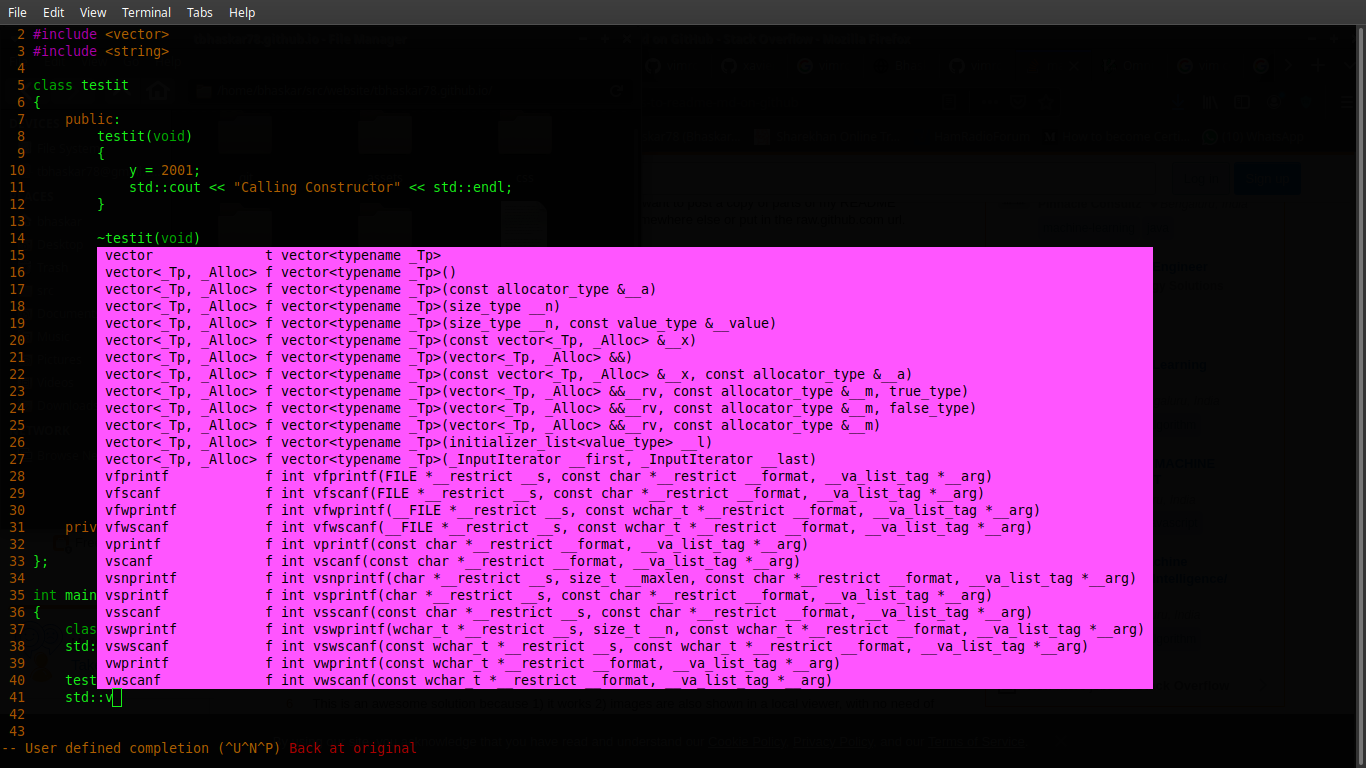 File Edit View Terminal Tabs Help
2 #include <vector>
3 #include <string>
4
5 class testit
6 {
7 public:
8 testit(void)
9 {
10 y = 2001;
11 std::cout << "Calling Constructor" << std::endl;
12 }
13
14 ~testit(void)
15 vector t vector<typename _Tp>
16 vector<_Tp, _Alloc> f vector<typename _Tp>()
17 vector<_Tp, _Alloc> f vector<typename _Tp>(const allocator_type &__a)
18 vector<_Tp, _Alloc> f vector<typename _Tp>(size_type __n)
19 vector<_Tp, _Alloc> f vector<typename _Tp>(size_type __n, const value_type &__value)
20 vector<_Tp, _Alloc> f vector<typename _Tp>(const vector<_Tp, _Alloc> &__x)
21 vector<_Tp, _Alloc> f vector<typename _Tp>(vector<_Tp, _Alloc> &&)
22 vector<_Tp, _Alloc> f vector<typename _Tp>(const vector<_Tp, _Alloc> &__x, const allocator_type &__a)
23 vector<_Tp, _Alloc> f vector<typename _Tp>(vector<_Tp, _Alloc> &&__rv, const allocator_type &__m, true_type)
24 vector<_Tp, _Alloc> f vector<typename _Tp>(vector<_Tp, _Alloc> &&__rv, const allocator_type &__m, false_type)
25 vector<_Tp, _Alloc> f vector<typename _Tp>(vector<_Tp, _Alloc> &&__rv, const allocator_type &__m)
26 vector<_Tp, _Alloc> f vector<typename _Tp>(initializer_list<value_type> __l)
27 vector<_Tp, _Alloc> f vector<typename _Tp>(_InputIterator __first, _InputIterator __last)
28 vfprintf f int vfprintf(FILE *__restrict __s, const char *__restrict __format, __va_list_tag *__arg)
29 vfscanf f int vfscanf(FILE *__restrict __s, const char *__restrict __format, __va_list_tag *__arg)
30 vfwprintf f int vfwprintf(__FILE *__restrict __s, const wchar_t *__restrict __format, __va_list_tag *__arg)
31 priv vfwscanf f int vfwscanf(__FILE *__restrict __s, const wchar_t *__restrict __format, __va_list_tag *__arg)
32 vprintf f int vprintf(const char *__restrict __format, __va_list_tag *__arg)
33 }; vscanf f int vscanf(const char *__restrict __format, __va_list_tag *__arg)
34 vsnprintf f int vsnprintf(char *__restrict __s, size_t __maxlen, const char *__restrict __format, __va_list_tag *__arg)
35 int main vsprintf f int vsprintf(char *__restrict __s, const char *__restrict __format, __va_list_tag *__arg)
36 { vsscanf f int vsscanf(const char *__restrict __s, const char *__restrict __format, __va_list_tag *__arg)
37 clas vswprintf f int vswprintf(wchar_t *__restrict __s, size_t __n, const wchar_t *__restrict __format, __va_list_tag *__arg)
38 std: vswscanf f int vswscanf(const wchar_t *__restrict __s, const wchar_t *__restrict __format, __va_list_tag *__arg)
39 vwprintf f int vwprintf(const wchar_t *__restrict __format, __va_list_tag *__arg)
40 test vwscanf f int vwscanf(const wchar_t *__restrict __format, __va_list_tag *__arg)
41 std::v
42
43
-- User defined completion (^U^N^P) Back at original